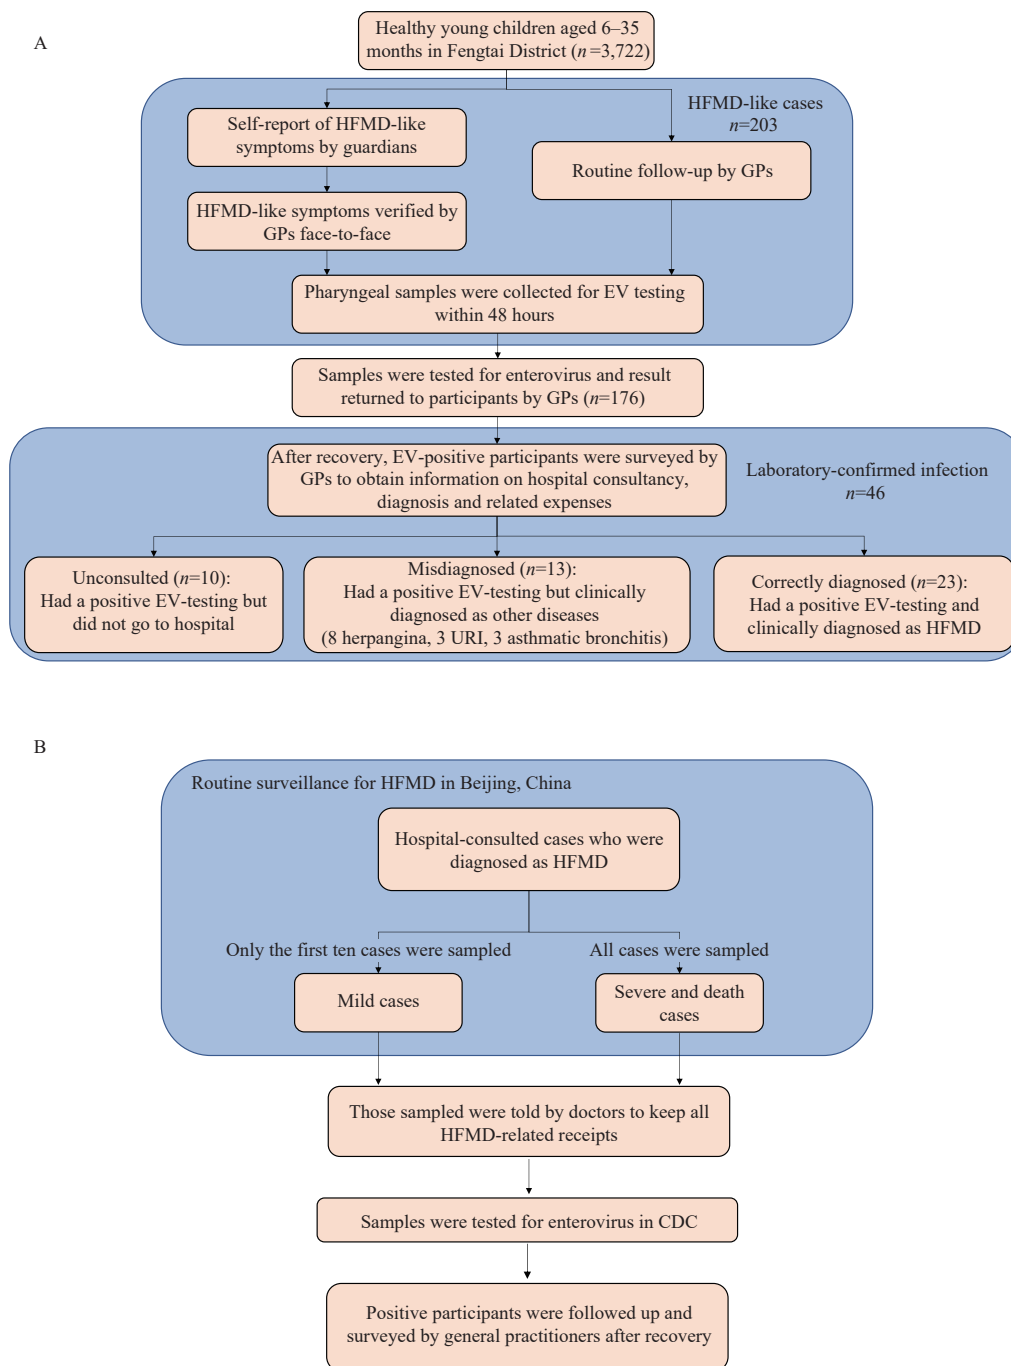 A
Healthy young children aged 6–35
months in Fengtai District (n=3,722)
HFMD-like cases
n=203
Self-report of HFMD-like
symptoms by guardians
Routine follow-up by GPs
HFMD-like symptoms verified by
GPs face-to-face
Pharyngeal samples were collected for EV testing
within 48 hours
Samples were tested for enterovirus and result
returned to participants by GPs (n=176)
After recovery, EV-positive participants were surveyed by
GPs to obtain information on hospital consultancy,
diagnosis and related expenses
Laboratory-confirmed infection
n=46
Unconsulted (n=10):
Had a positive EV-testing but
did not go to hospital
Misdiagnosed (n=13):
Had a positive EV-testing but clinically
diagnosed as other diseases
(8 herpangina, 3 URI, 3 asthmatic bronchitis)
Correctly diagnosed (n=23):
Had a positive EV-testing and
clinically diagnosed as HFMD
B
Routine surveillance for HFMD in Beijing, China
Hospital-consulted cases who were
diagnosed as HFMD
Only the first ten cases were sampled
All cases were sampled
Mild cases
Severe and death
cases
Those sampled were told by doctors to keep all
HFMD-related receipts
Samples were tested for enterovirus in CDC
Positive participants were followed up and
surveyed by general practitioners after recovery